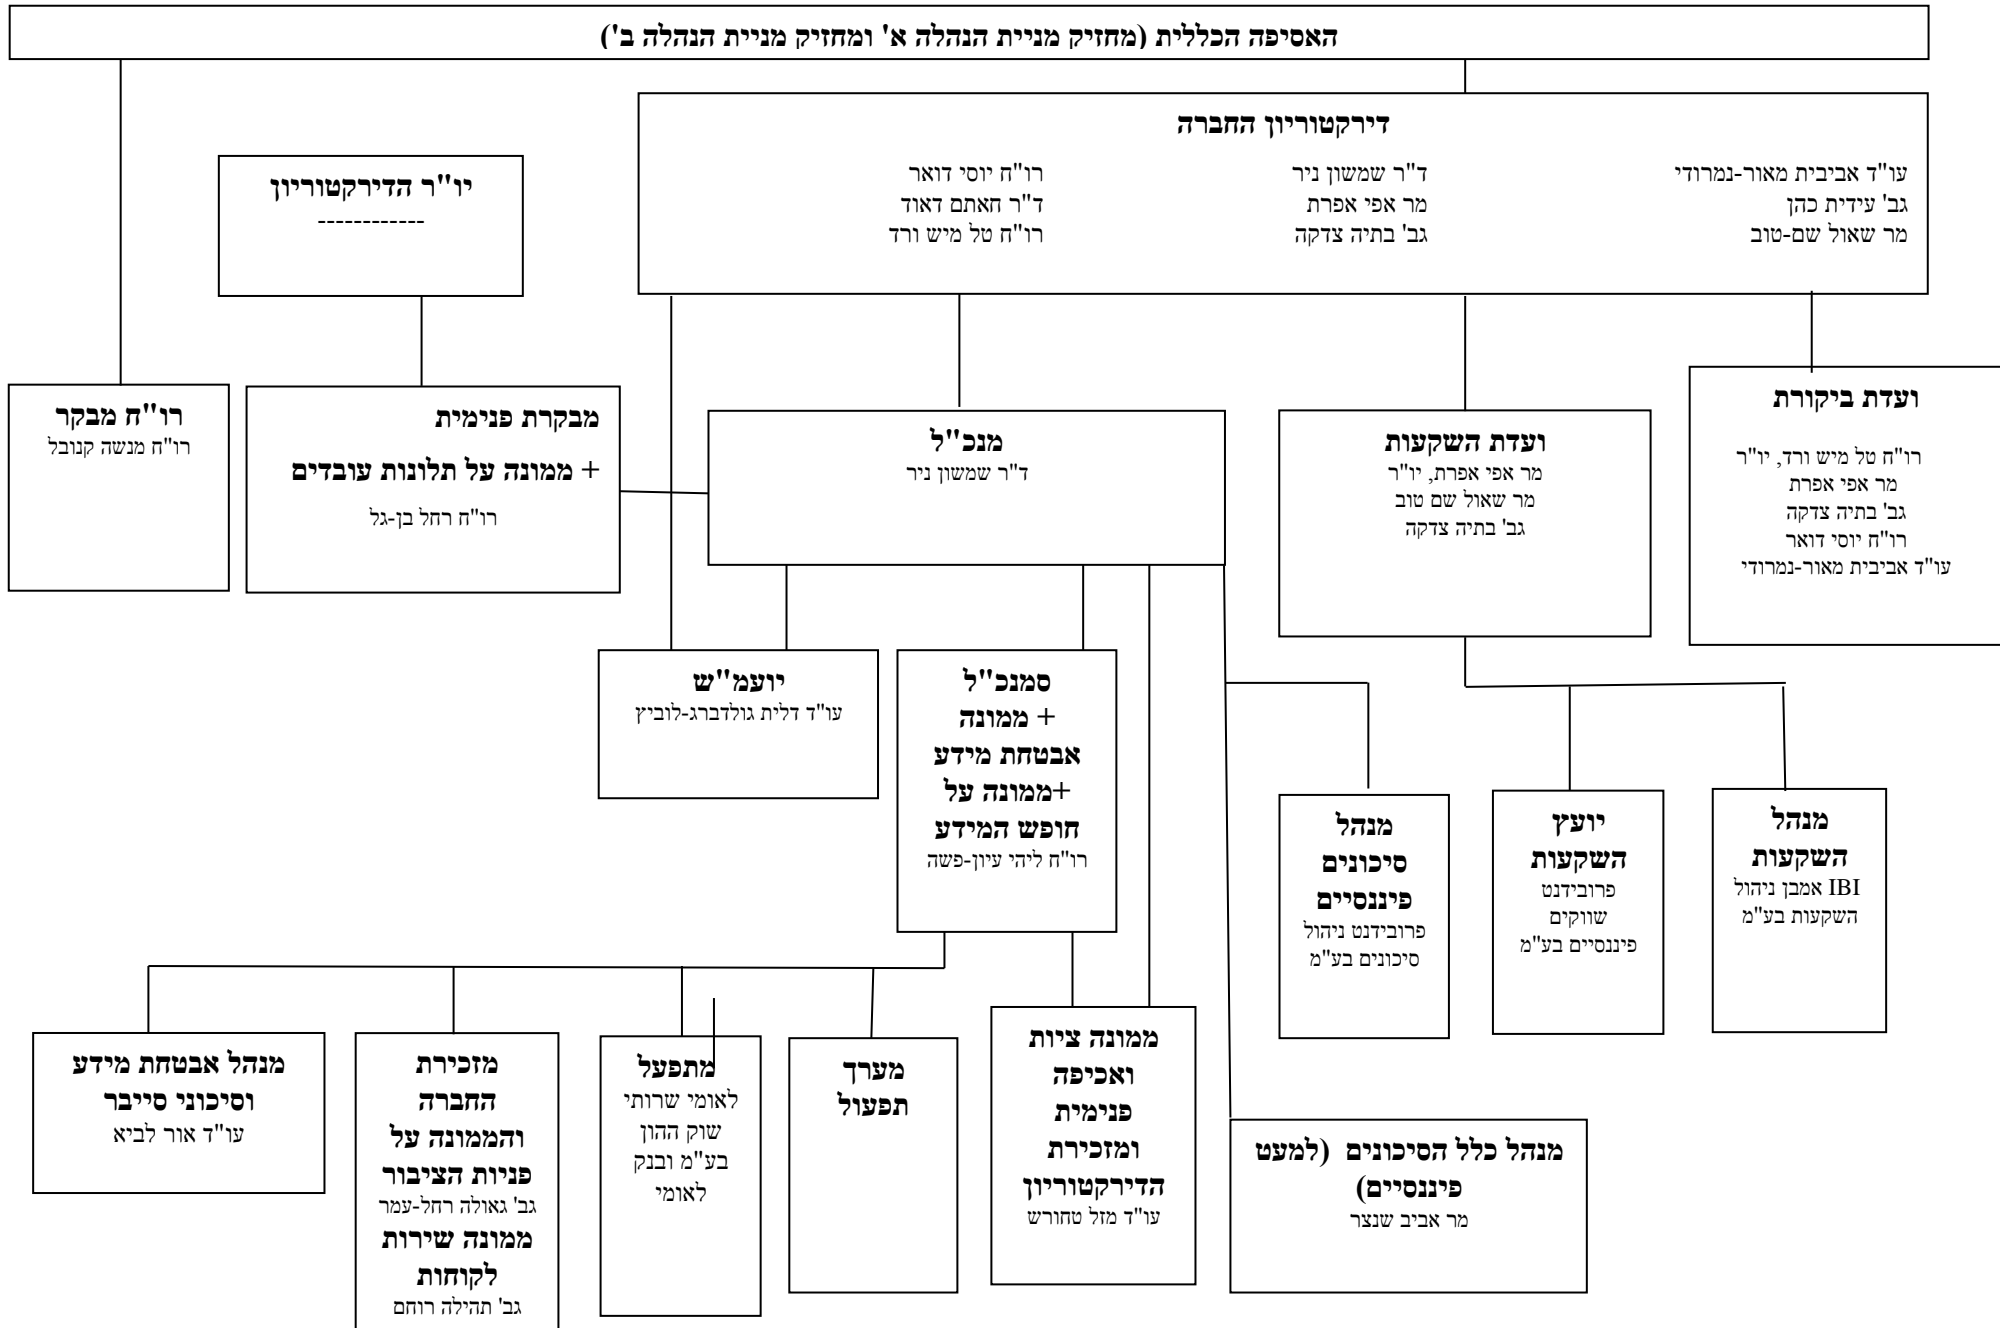 האסיפה הכללית (מחזיק מניית הנהלה א' ומחזיק מניית הנהלה ב')
דירקטוריון החברה
עו"ד אביבית מאור-נמרודי
גב' עידית כהן
מר שאול שם-טוב
ד"ר שמשון ניר
מר אפי אפרת
גב' בתיה צדקה
רו"ח יוסי דואר
ד"ר חאתם דאוד
רו"ח טל מיש ורד
יו"ר הדירקטוריון
------------
ועדת ביקורת
רו"ח טל מיש ורד, יו"ר
מר אפי אפרת
גב' בתיה צדקה
רו"ח יוסי דואר
עו"ד אביבית מאור-נמרודי
ועדת השקעות
מר אפי אפרת, יו"ר
מר שאול שם טוב
גב' בתיה צדקה
מנכ"ל
ד"ר שמשון ניר
מבקרת פנימית
+ ממונה על תלונות עובדים
רו"ח רחל בן-גל
רו"ח מבקר
רו"ח מנשה קנובל
סמנכ"ל
+ ממונה
אבטחת מידע
+ממונה על
חופש המידע
רו"ח ליהי עיון-פשה
יועמ"ש
עו"ד דלית גולדברג-לוביץ
מנהל
השקעות
IBI אמבן ניהול
השקעות בע"מ
יועץ
השקעות
פרובידנט
שווקים
פיננסיים בע"מ
מנהל
סיכונים
פיננסיים
פרובידנט ניהול
סיכונים בע"מ
מנהל כלל הסיכונים (למעט
פיננסיים)
מר אביב שנצר
ממונה ציות
ואכיפה
פנימית
ומזכירת
הדירקטוריון
עו"ד מזל טחורש
מערך
תפעול
מתפעל
לאומי שרותי
שוק ההון
בע"מ ובנק
לאומי
מזכירת
החברה
והממונה על
פניות הציבור
גב' גאולה רחל-עמר
ממונה שירות
לקוחות
גב' תהילה רוחם
מנהל אבטחת מידע
וסיכוני סייבר
עו"ד אור לביא